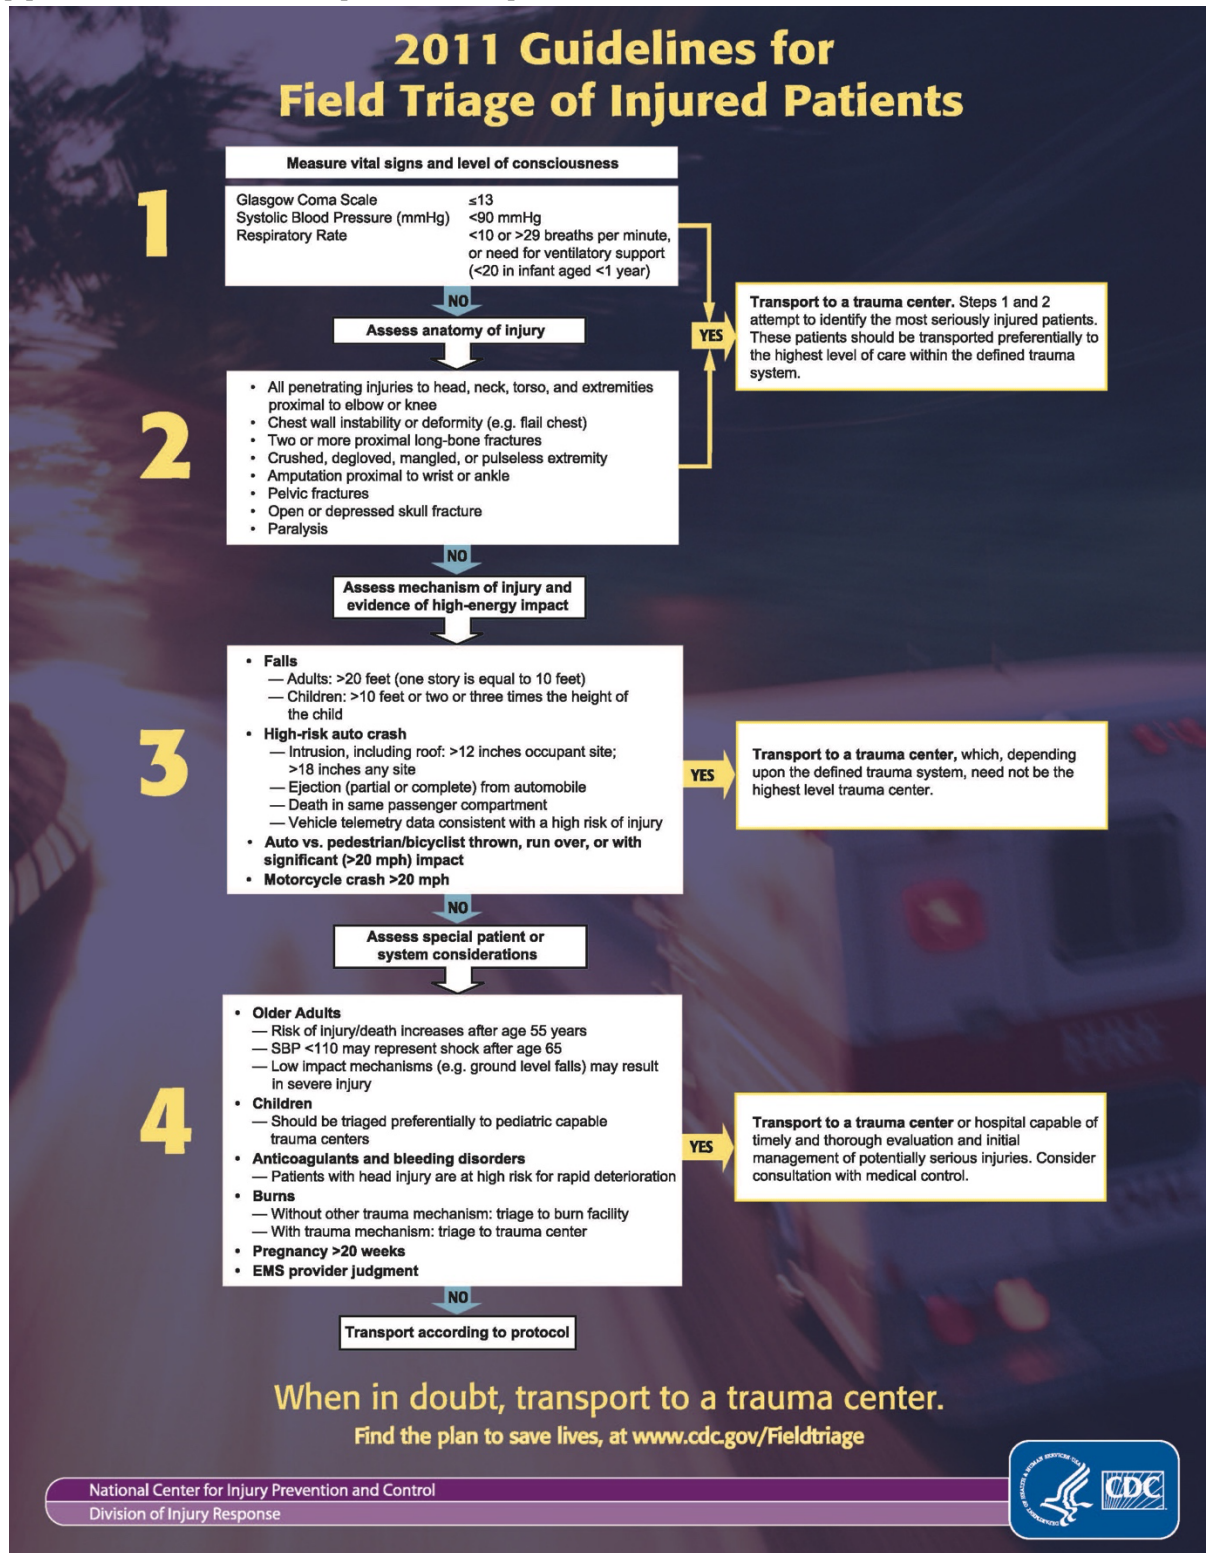 2011 Guidelines for
Field Triage of Injured Patients
1
Measure vital signs and level of consciousness
Glasgow Coma Scale ≤13
Systolic Blood Pressure (mmHg) <90 mmHg
Respiratory Rate <10 or >29 breaths per minute,
or need for ventilatory support
(<20 in infant aged <1 year)
NO
YES
Transport to a trauma center. Steps 1 and 2
attempt to identify the most seriously injured patients.
These patients should be transported preferentially to
the highest level of care within the defined trauma
system.
Assess anatomy of injury
2
• All penetrating injuries to head, neck, torso, and extremities
proximal to elbow or knee
• Chest wall instability or deformity (e.g. flail chest)
• Two or more proximal long-bone fractures
• Crushed, degloved, mangled, or pulseless extremity
• Amputation proximal to wrist or ankle
• Pelvic fractures
• Open or depressed skull fracture
• Paralysis
NO
Assess mechanism of injury and
evidence of high-energy impact
3
• Falls
— Adults: >20 feet (one story is equal to 10 feet)
— Children: >10 feet or two or three times the height of
the child
• High-risk auto crash
— Intrusion, including roof: >12 inches occupant site;
>18 inches any site
— Ejection (partial or complete) from automobile
— Death in same passenger compartment
— Vehicle telemetry data consistent with a high risk of injury
• Auto vs. pedestrian/bicyclist thrown, run over, or with
significant (>20 mph) impact
• Motorcycle crash >20 mph
YES
Transport to a trauma center, which, depending
upon the defined trauma system, need not be the
highest level trauma center.
NO
Assess special patient or
system considerations
4
• Older Adults
— Risk of injury/death increases after age 55 years
— SBP <110 may represent shock after age 65
— Low impact mechanisms (e.g. ground level falls) may result
in severe injury
• Children
— Should be triaged preferentially to pediatric capable
trauma centers
• Anticoagulants and bleeding disorders
— Patients with head injury are at high risk for rapid deterioration
• Burns
— Without other trauma mechanism: triage to burn facility
— With trauma mechanism: triage to trauma center
• Pregnancy >20 weeks
• EMS provider judgment
YES
Transport to a trauma center or hospital capable of
timely and thorough evaluation and initial
management of potentially serious injuries. Consider
consultation with medical control.
NO
Transport according to protocol
When in doubt, transport to a trauma center.
Find the plan to save lives, at www.cdc.gov/Fieldtriage
National Center for Injury Prevention and Control
Division of Injury Response
DEPARTMENT OF HEALTH & HUMAN SERVICES USA
CDC